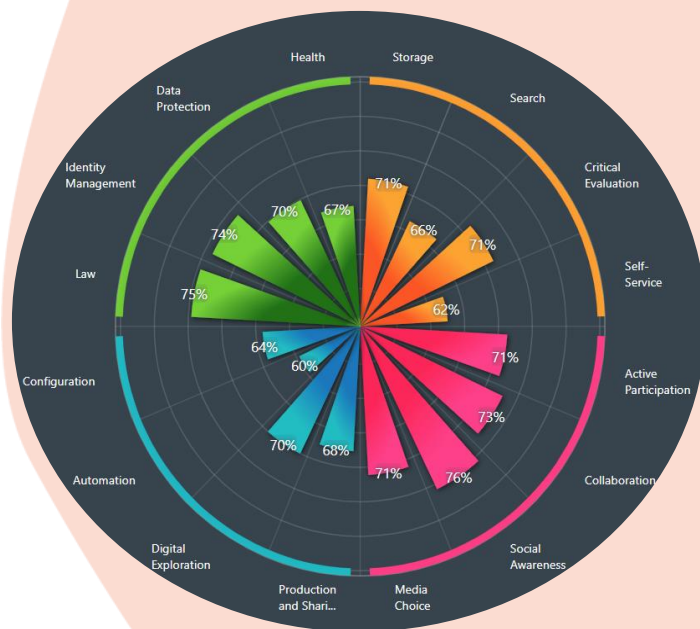 Health
Storage
Data
Protection
Search
Identity
Management
Critical
Evaluation
Law
Self-
Service
Configuration
Active
Participation
Automation
Collaboration
Digital
Exploration
Social
Awareness
Production
and Shari...
Media
Choice
71%
66%
71%
62%
71%
73%
76%
71%
68%
70%
60%
64%
75%
74%
70%
67%